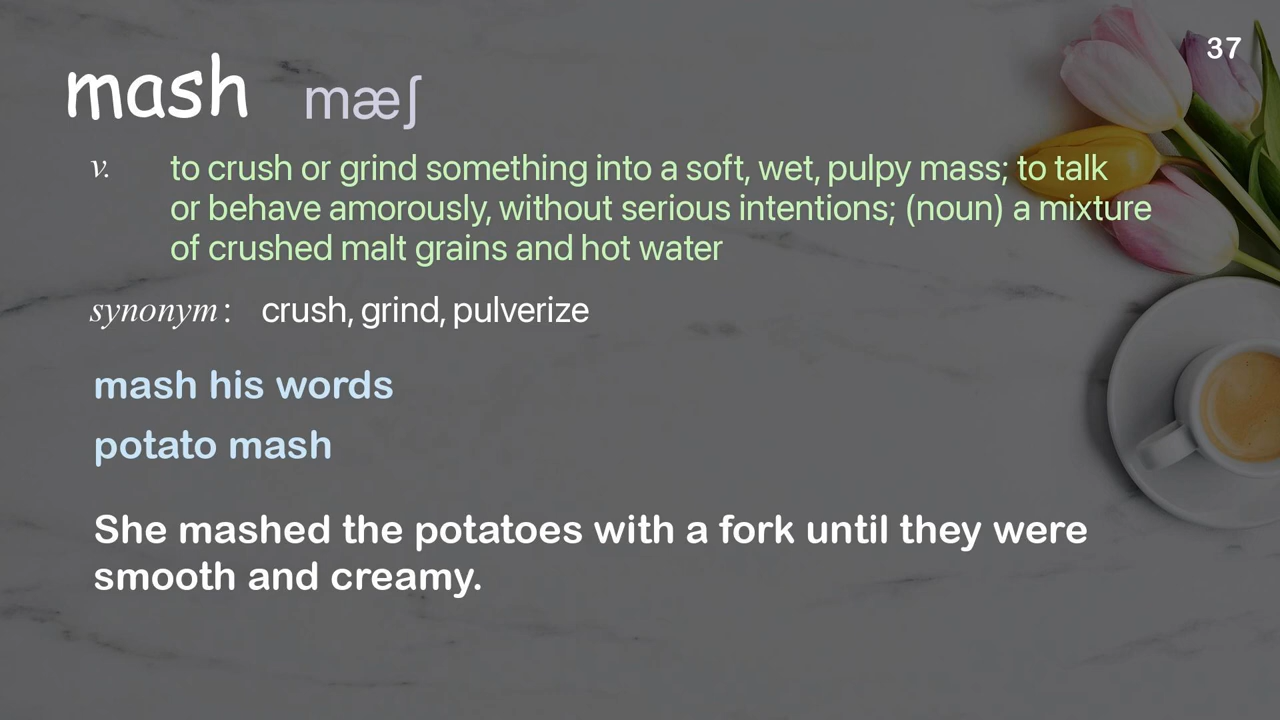 37
mash mæʃ
v. to crush or grind something into a soft, wet, pulpy mass; to talk
or behave amorously, without serious intentions; (noun) a mixture
of crushed malt grains and hot water
synonym: crush, grind, pulverize
mash his words
potato mash
She mashed the potatoes with a fork until they were
smooth and creamy.